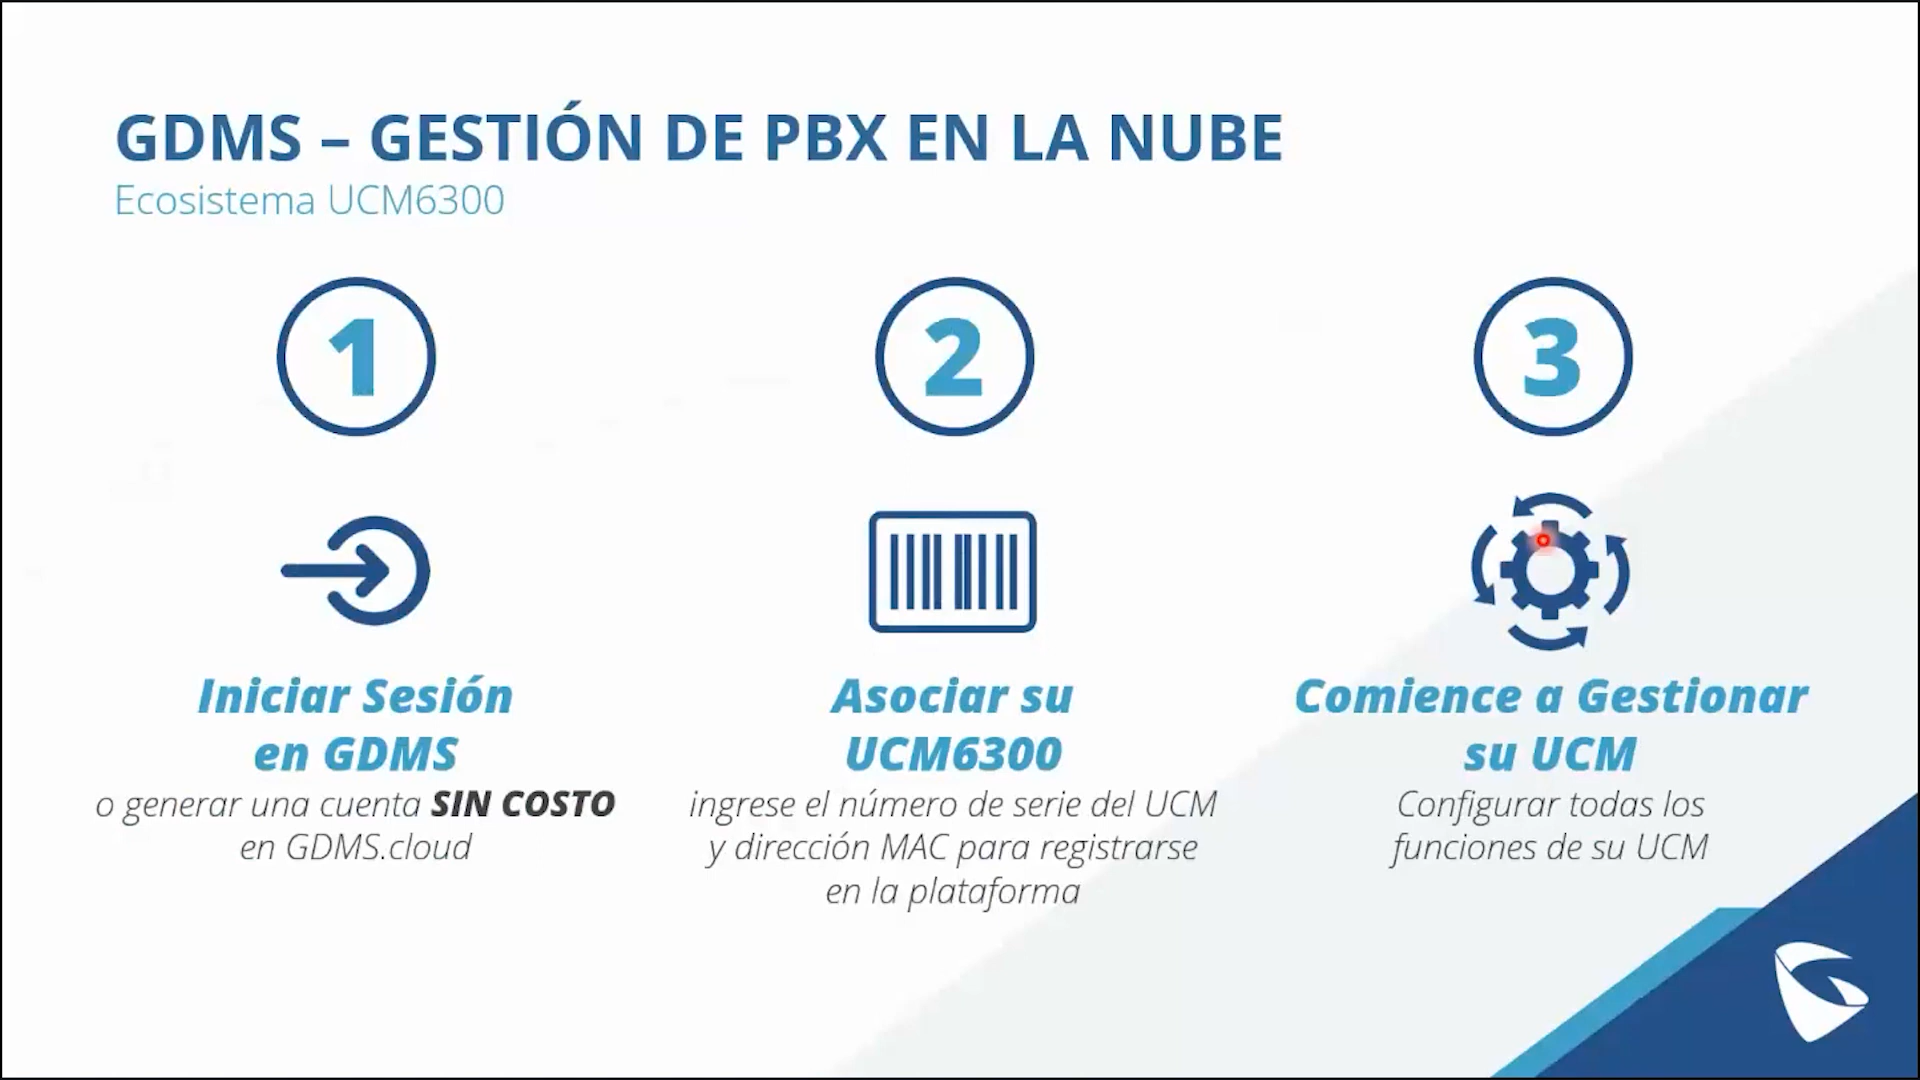 GDMS – GESTIÓN DE PBX EN LA NUBE
Ecosistema UCM6300
1
2
3
Iniciar Sesión
en GDMS
o generar una cuenta SIN COSTO
en GDMS.cloud
Asociar su
UCM6300
ingrese el número de serie del UCM
y dirección MAC para registrarse
en la plataforma
Comience a Gestionar
su UCM
Configurar todas los
funciones de su UCM